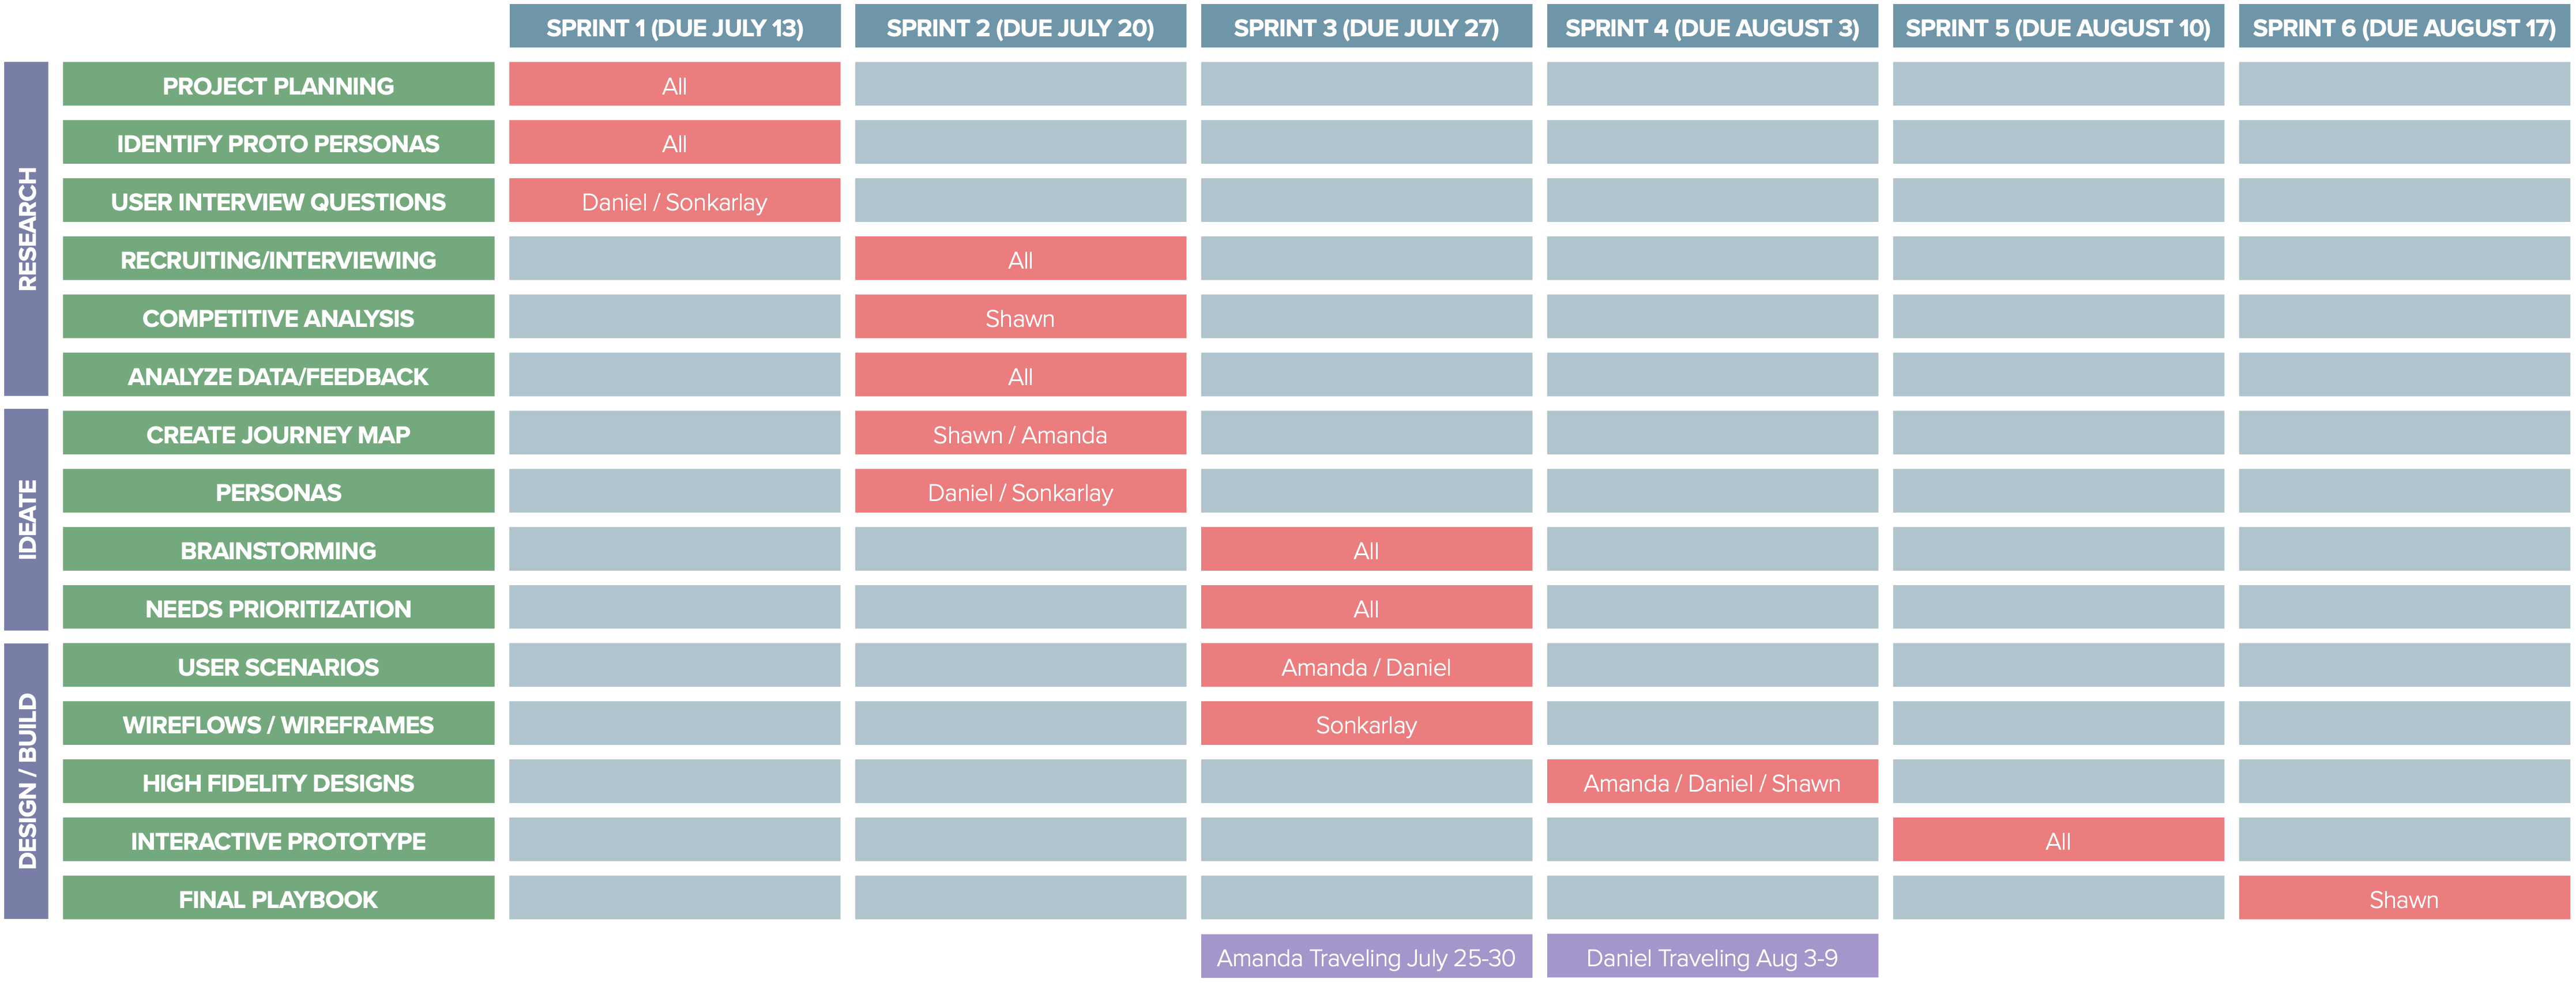 SPRINT 1 (DUE JULY 13)
SPRINT 2 (DUE JULY 20)
SPRINT 3 (DUE JULY 27)
SPRINT 4 (DUE AUGUST 3)
SPRINT 5 (DUE AUGUST 10)
SPRINT 6 (DUE AUGUST 17)
RESEARCH
PROJECT PLANNING
All
IDENTIFY PROTO PERSONAS
All
USER INTERVIEW QUESTIONS
Daniel / Sonkarlay
RECRUITING/INTERVIEWING
All
COMPETITIVE ANALYSIS
Shawn
ANALYZE DATA/FEEDBACK
All
IDEATE
CREATE JOURNEY MAP
Shawn / Amanda
PERSONAS
Daniel / Sonkarlay
BRAINSTORMING
All
NEEDS PRIORITIZATION
All
DESIGN / BUILD
USER SCENARIOS
Amanda / Daniel
WIREFLOWS / WIREFRAMES
Sonkarlay
HIGH FIDELITY DESIGNS
Amanda / Daniel / Shawn
INTERACTIVE PROTOTYPE
All
FINAL PLAYBOOK
Shawn
Amanda Traveling July 25-30
Daniel Traveling Aug 3-9